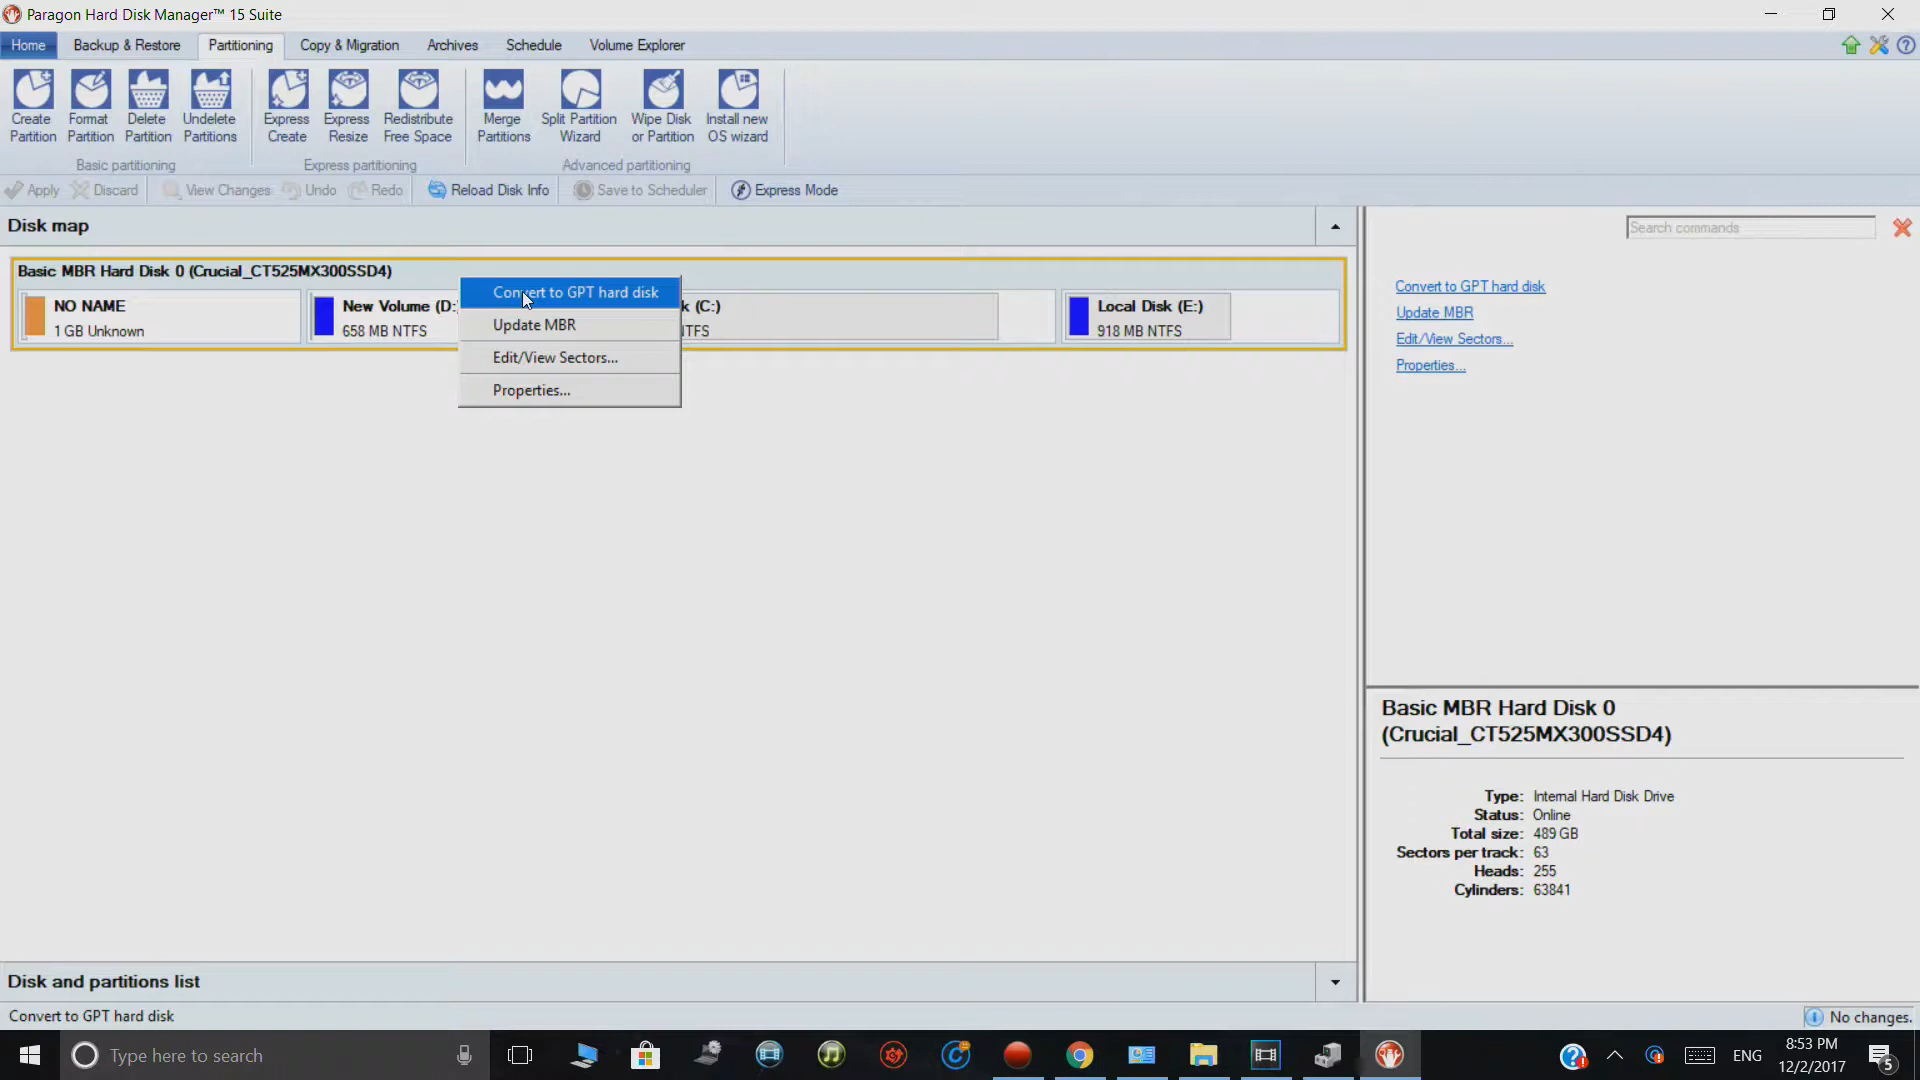 Paragon Hard Disk Manager™ 15 Suite
Home Backup & Restore Partitioning Copy & Migration Archives Schedule Volume Explorer
Create Partition
Format Partition
Delete Partition
Undelete Partitions
Express Create
Express Resize
Redistribute Free Space
Merge Partitions
Split Partition Wizard
Wipe Disk or Partition
Install new OS wizard
Basic partitioning Express partitioning Advanced partitioning
Apply Discard View Changes Undo Redo Reload Disk Info Save to Scheduler Express Mode
Disk map
Search commands
Basic MBR Hard Disk 0 (Crucial_CT525MX300SSD4)
NO NAME
1 GB Unknown
New Volume (D:
658 MB NTFS
k (C:)
NTFS
Local Disk (E:)
918 MB NTFS
Convert to GPT hard disk
Update MBR
Edit/View Sectors...
Properties...
Convert to GPT hard disk
Update MBR
Edit/View Sectors...
Properties...
Basic MBR Hard Disk 0
(Crucial_CT525MX300SSD4)
Type: Internal Hard Disk Drive
Status: Online
Total size: 489 GB
Sectors per track: 63
Heads: 255
Cylinders: 63841
Disk and partitions list
Convert to GPT hard disk
No changes.
Type here to search
ENG
8:53 PM
12/2/2017
5